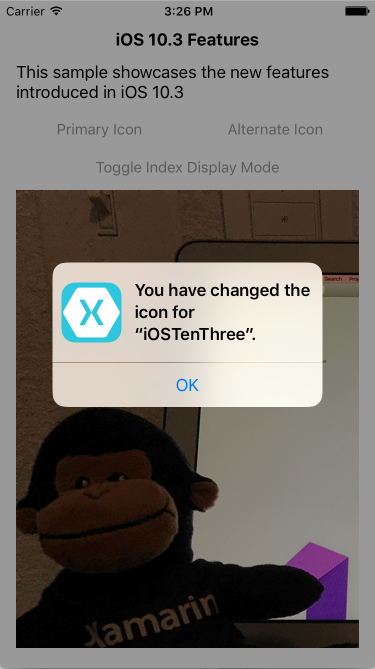 Carrier 3:26 PM
iOS 10.3 Features
This sample showcases the new features
introduced in iOS 10.3
Primary Icon Alternate Icon
Toggle Index Display Mode
Search
You have changed the
icon for
“iOSTenThree”.
OK
Xamarin